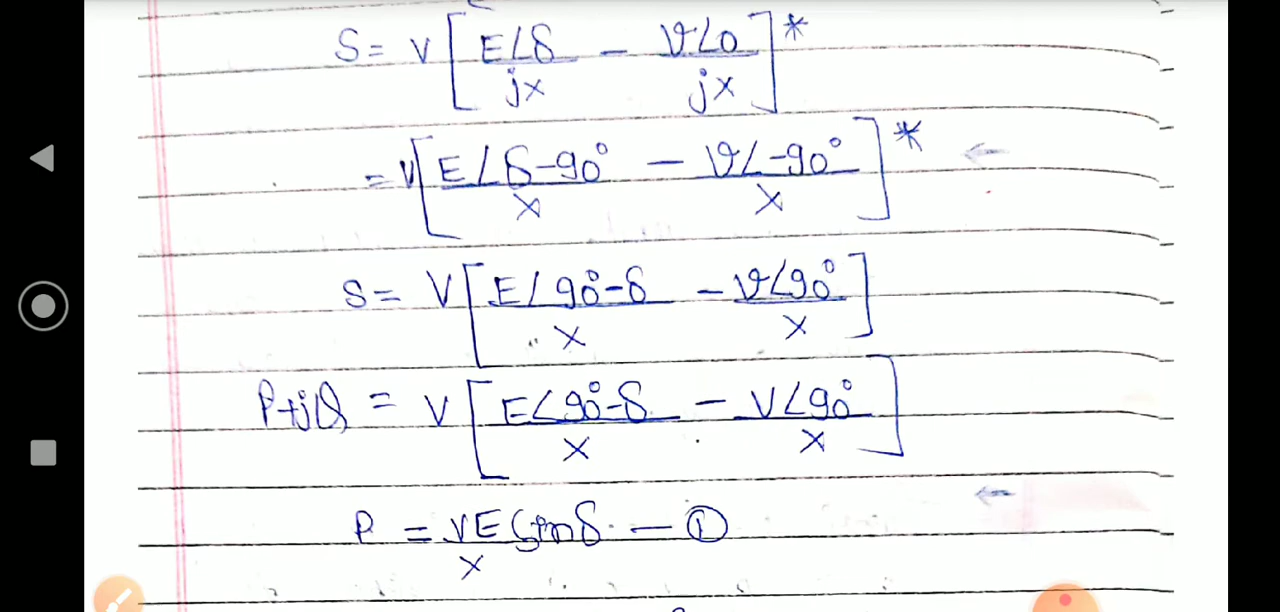 S = V [ E∠δ / jx − V∠0 / jx ]*
= V [ E∠δ-90° / x − V∠-90° / x ]*
S = V [ E∠90°-δ / x − V∠90° / x ]
P+jQ = V [ E∠90°-δ / x − V∠90° / x ]
P = VE / x Sinδ — ①